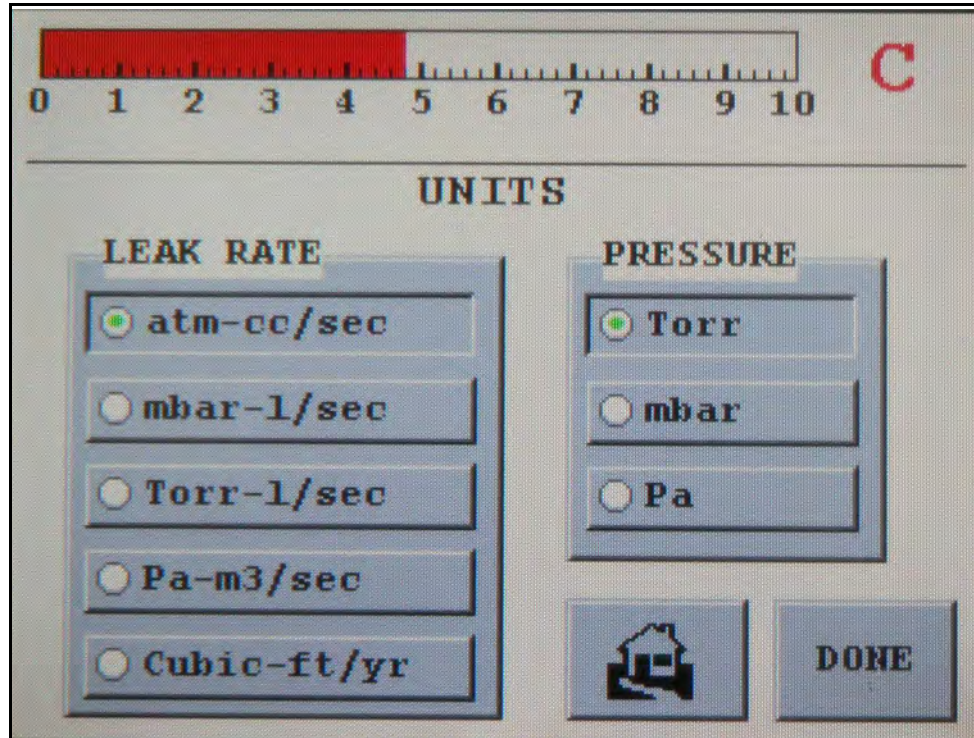 C
0 1 2 3 4 5 6 7 8 9 10
UNITS
LEAK RATE
atm-cc/sec
mbar-l/sec
Torr-l/sec
Pa-m3/sec
Cubic-ft/yr
PRESSURE
Torr
mbar
Pa
DONE